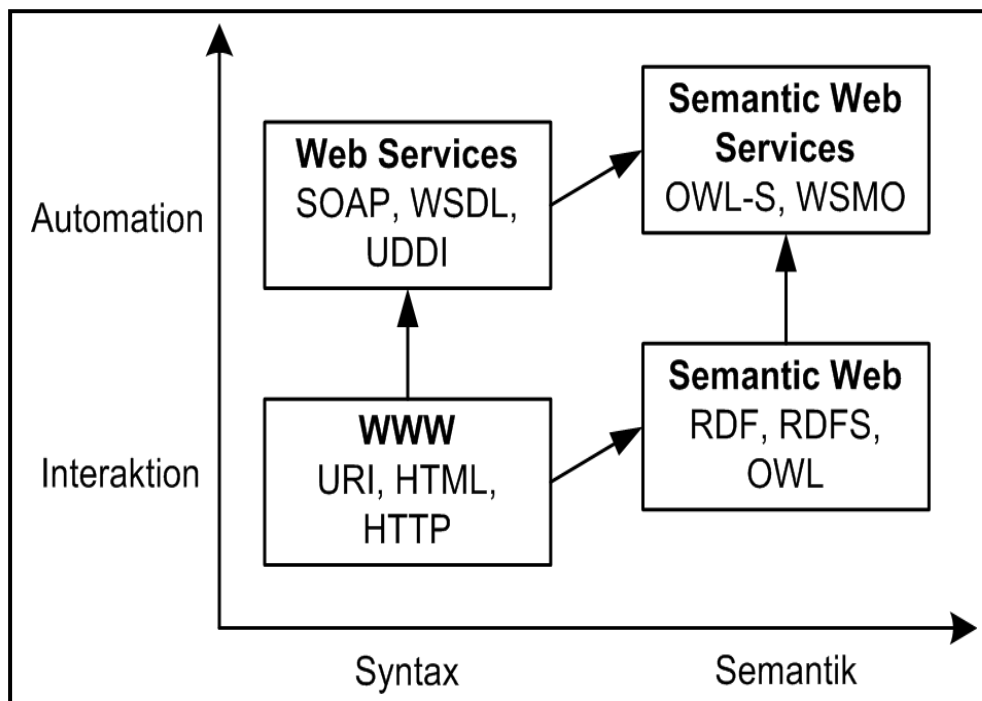 Automation
Web Services
SOAP, WSDL,
UDDI
Semantic Web
Services
OWL-S, WSMO
Interaktion
WWW
URI, HTML,
HTTP
Semantic Web
RDF, RDFS,
OWL
Syntax
Semantik